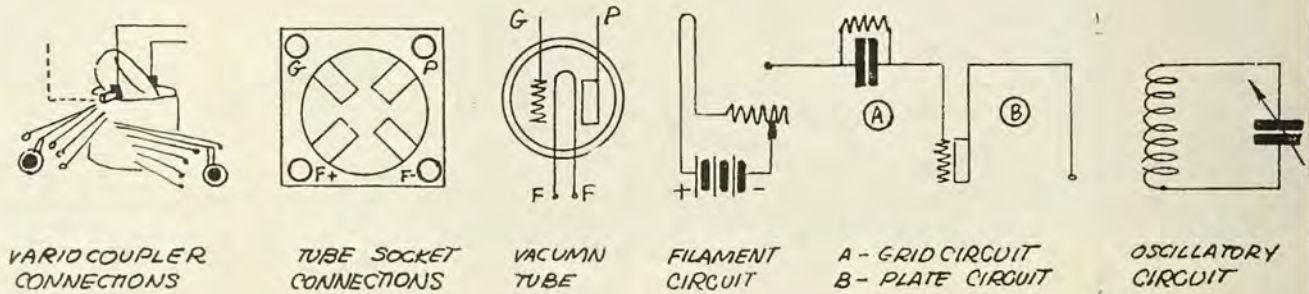 G P
F+ F-
G P
F F
+ -
A B
VARIO COUPLER
CONNECTIONS
TUBE SOCKET
CONNECTIONS
VACUMN
TUBE
FILAMENT
CIRCUIT
A - GRID CIRCUIT
B - PLATE CIRCUIT
OSCILLATORY
CIRCUIT